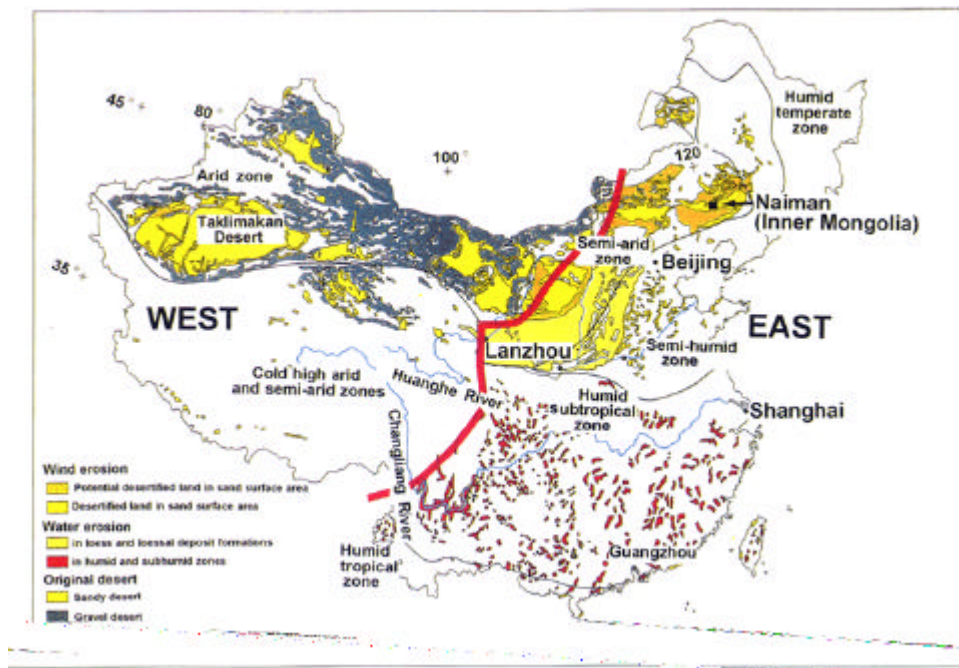 45°
80
100°
120
35
Humid
temperate
zone
Arid zone
Taklimakan
Desert
Naiman
(Inner Mongolia)
Semi-arid
zone
Beijing
WEST
EAST
Lanzhou
Semi-humid
zone
Cold high arid
and semi-arid zones
Huanghe River
Humid
subtropical
zone
Shanghai
Changjiang River
Humid
tropical
zone
Guangzhou
Wind erosion
Potential desertified land in sand surface area
Desertified land in sand surface area
Water erosion
in loess and loessal deposit formations
in humid and subhumid zones
Original desert
Sandy desert
Gravel desert